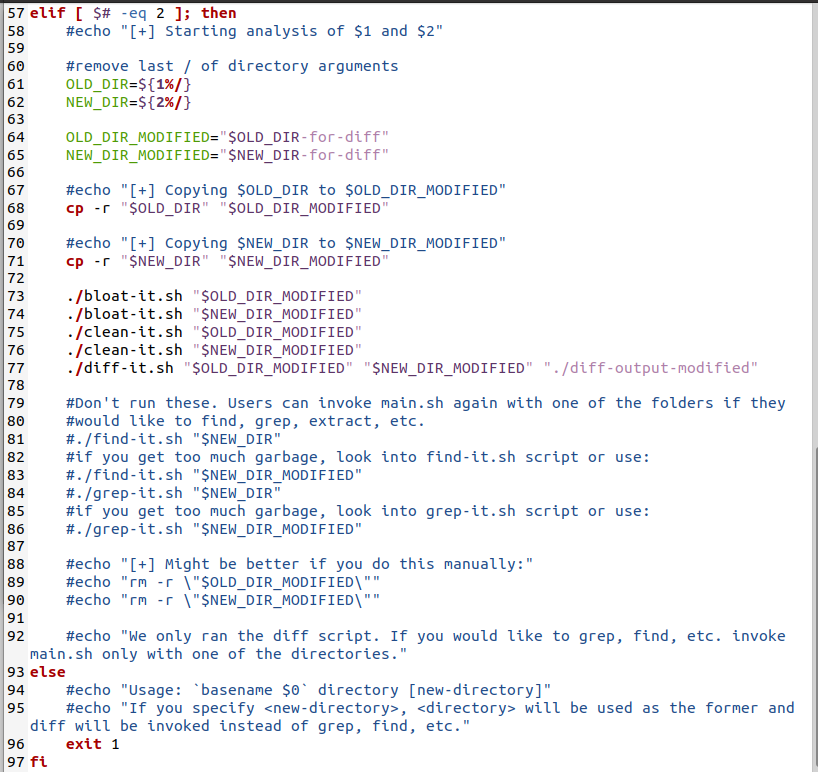 57 elif [ $# -eq 2 ]; then
58     #echo "[+] Starting analysis of $1 and $2"
59
60     #remove last / of directory arguments
61     OLD_DIR=${1%/}
62     NEW_DIR=${2%/}
63
64     OLD_DIR_MODIFIED="$OLD_DIR-for-diff"
65     NEW_DIR_MODIFIED="$NEW_DIR-for-diff"
66
67     #echo "[+] Copying $OLD_DIR to $OLD_DIR_MODIFIED"
68     cp -r "$OLD_DIR" "$OLD_DIR_MODIFIED"
69
70     #echo "[+] Copying $NEW_DIR to $NEW_DIR_MODIFIED"
71     cp -r "$NEW_DIR" "$NEW_DIR_MODIFIED"
72
73     ./bloat-it.sh "$OLD_DIR_MODIFIED"
74     ./bloat-it.sh "$NEW_DIR_MODIFIED"
75     ./clean-it.sh "$OLD_DIR_MODIFIED"
76     ./clean-it.sh "$NEW_DIR_MODIFIED"
77     ./diff-it.sh "$OLD_DIR_MODIFIED" "$NEW_DIR_MODIFIED" "./diff-output-modified"
78
79     #Don't run these. Users can invoke main.sh again with one of the folders if they
80     #would like to find, grep, extract, etc.
81     #./find-it.sh "$NEW_DIR"
82     #if you get too much garbage, look into find-it.sh script or use:
83     #./find-it.sh "$NEW_DIR_MODIFIED"
84     #./grep-it.sh "$NEW_DIR"
85     #if you get too much garbage, look into grep-it.sh script or use:
86     #./grep-it.sh "$NEW_DIR_MODIFIED"
87
88     #echo "[+] Might be better if you do this manually:"
89     #echo "rm -r \"$OLD_DIR_MODIFIED\""
90     #echo "rm -r \"$NEW_DIR_MODIFIED\""
91
92     #echo "We only ran the diff script. If you would like to grep, find, etc. invoke
main.sh only with one of the directories."
93 else
94     #echo "Usage: `basename $0` directory [new-directory]"
95     #echo "If you specify <new-directory>, <directory> will be used as the former and
diff will be invoked instead of grep, find, etc."
96     exit 1
97 fi